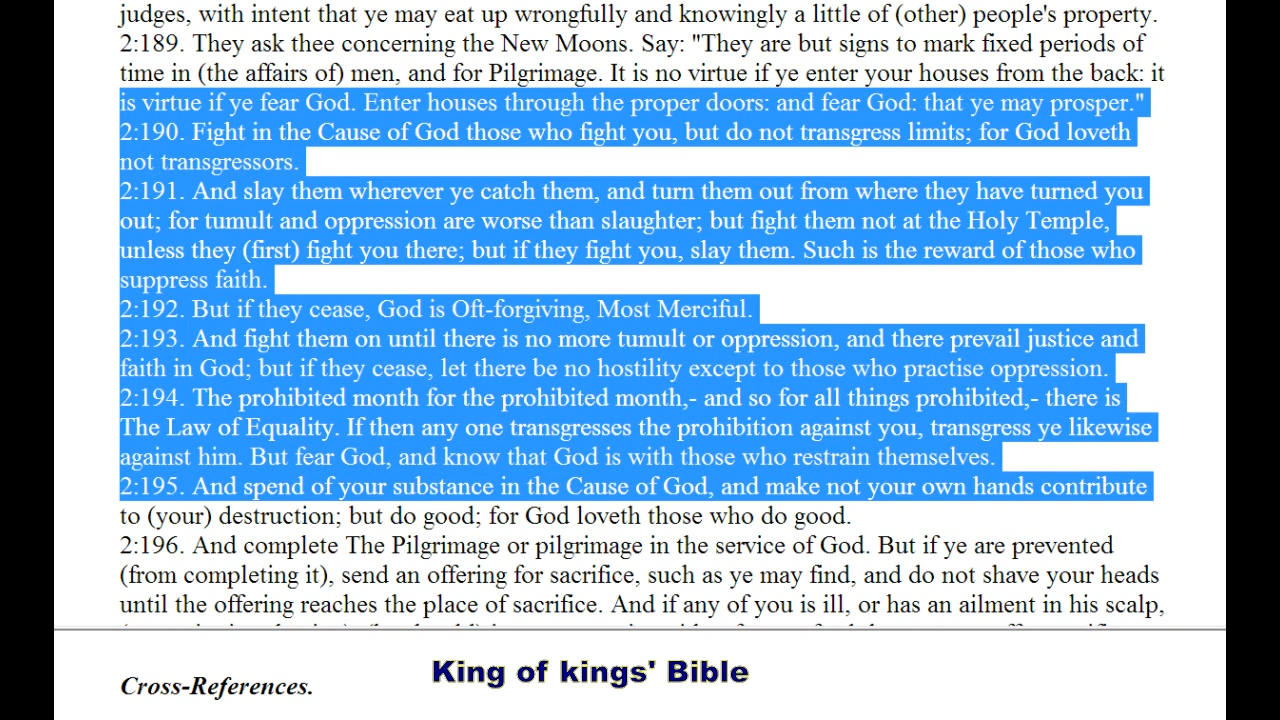 judges, with intent that ye may eat up wrongfully and knowingly a little of (other) people's property.
2:189. They ask thee concerning the New Moons. Say: "They are but signs to mark fixed periods of
time in (the affairs of) men, and for Pilgrimage. It is no virtue if ye enter your houses from the back: it
is virtue if ye fear God. Enter houses through the proper doors: and fear God: that ye may prosper."
2:190. Fight in the Cause of God those who fight you, but do not transgress limits; for God loveth
not transgressors.
2:191. And slay them wherever ye catch them, and turn them out from where they have turned you
out; for tumult and oppression are worse than slaughter; but fight them not at the Holy Temple,
unless they (first) fight you there; but if they fight you, slay them. Such is the reward of those who
suppress faith.
2:192. But if they cease, God is Oft-forgiving, Most Merciful.
2:193. And fight them on until there is no more tumult or oppression, and there prevail justice and
faith in God; but if they cease, let there be no hostility except to those who practise oppression.
2:194. The prohibited month for the prohibited month,- and so for all things prohibited,- there is
The Law of Equality. If then any one transgresses the prohibition against you, transgress ye likewise
against him. But fear God, and know that God is with those who restrain themselves.
2:195. And spend of your substance in the Cause of God, and make not your own hands contribute
to (your) destruction; but do good; for God loveth those who do good.
2:196. And complete The Pilgrimage or pilgrimage in the service of God. But if ye are prevented
(from completing it), send an offering for sacrifice, such as ye may find, and do not shave your heads
until the offering reaches the place of sacrifice. And if any of you is ill, or has an ailment in his scalp,
Cross-References.
King of kings' Bible